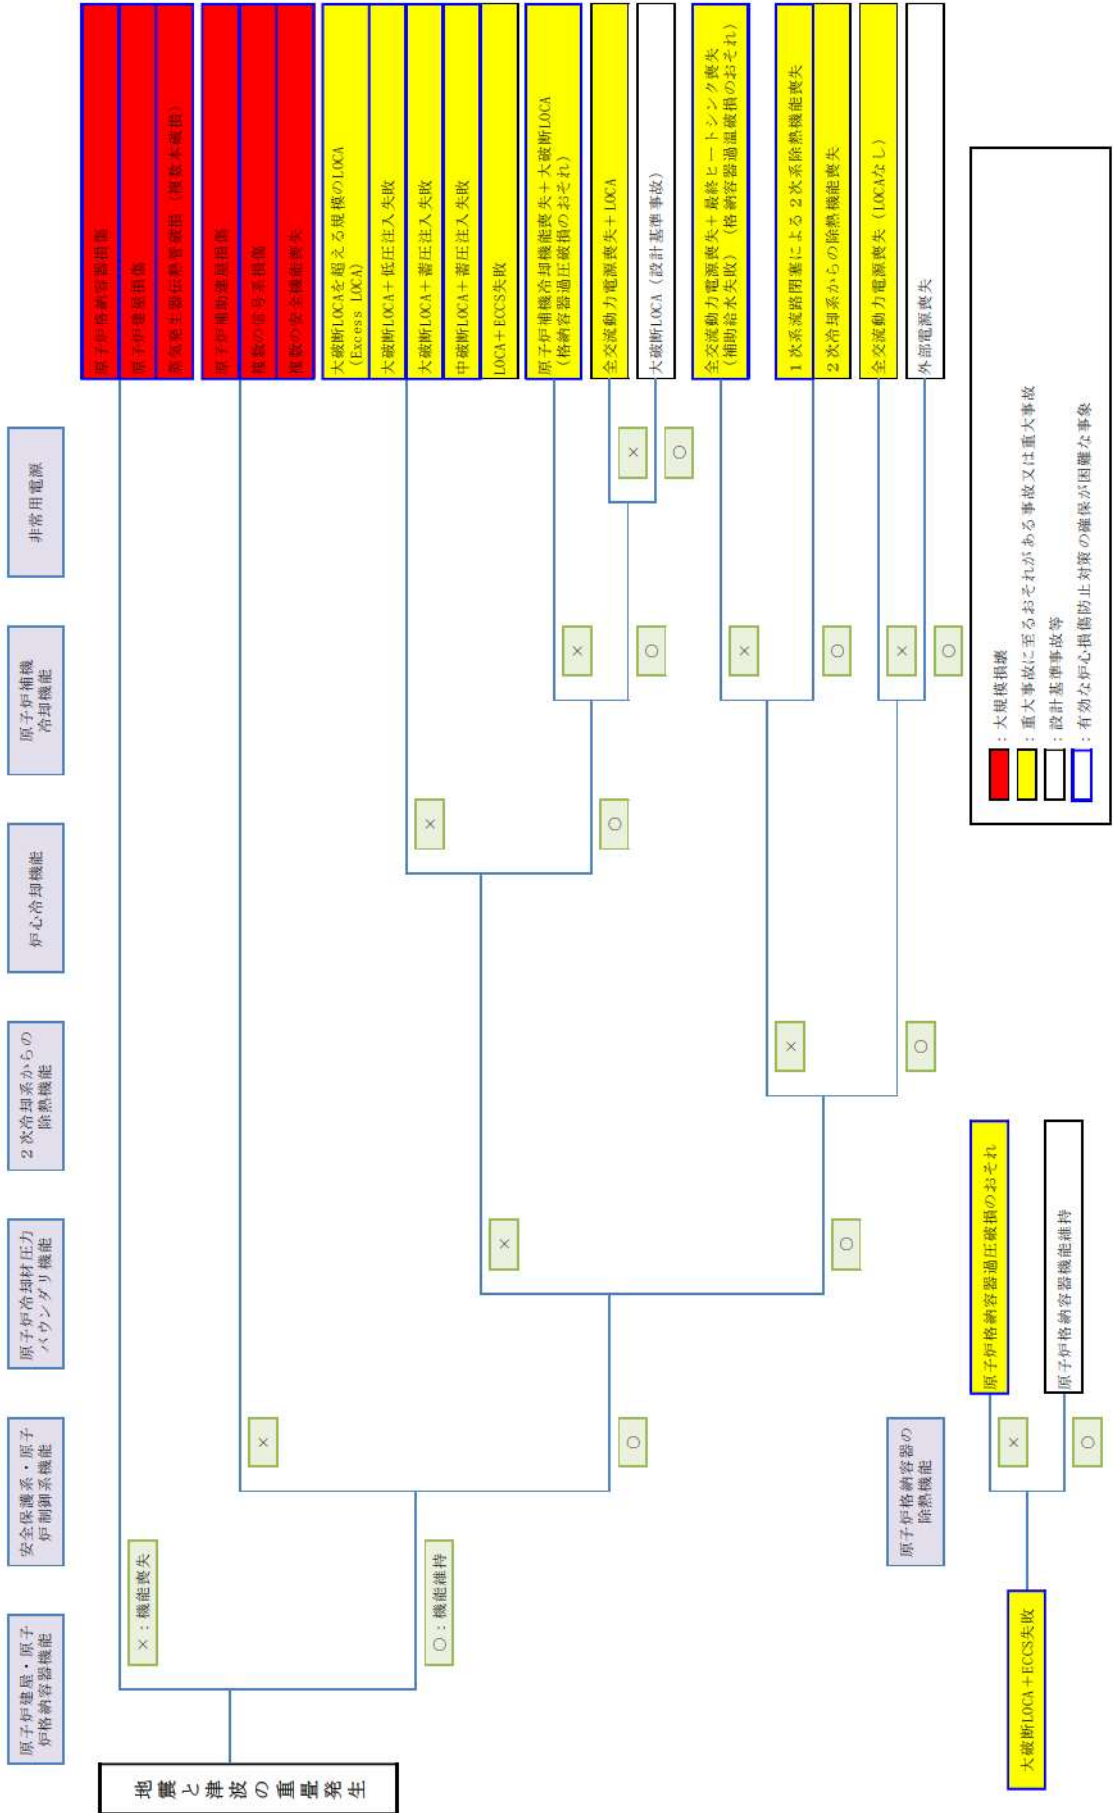 原子炉建屋・原子
炉格納容器機能
安全保護系・原子
炉制御系機能
原子炉冷却材圧力
バウンダリ機能
2次冷却系からの
除熱機能
炉心冷却機能
原子炉補機
冷却機能
非常用電源
地震と津波の重畳発生
×：機能喪失
○：機能維持
×
○
×
○
×
○
×
○
×
○
×
○
×
○
×
○
原子炉格納容器損傷
原子炉建屋損傷
蒸気発生器伝熱管破損（複数本破損）
原子炉補助建屋損傷
複数の信号系損傷
複数の安全機能喪失
大破断LOCAを超える規模のLOCA
(Excess LOCA)
大破断LOCA＋低圧注入失敗
大破断LOCA＋蓄圧注入失敗
中破断LOCA＋蓄圧注入失敗
LOCA＋ECCS失敗
原子炉補機冷却機能喪失＋大破断LOCA
（格納容器過圧破損のおそれ）
全交流動力電源喪失＋LOCA
大破断LOCA（設計基準事故）
全交流動力電源喪失＋最終ヒートシンク喪失
（補助給水失敗）（格納容器過温破損のおそれ）
1次系流路閉塞による2次系除熱機能喪失
2次冷却系からの除熱機能喪失
全交流動力電源喪失（LOCAなし）
外部電源喪失
大破断LOCA＋ECCS失敗
原子炉格納容器の
除熱機能
×
○
原子炉格納容器過圧破損のおそれ
原子炉格納容器機能維持
：大規模損壊
：重大事故に至るおそれがある事故又は重大事故
：設計基準事故等
：有効な炉心損傷防止対策の確保が困難な事象